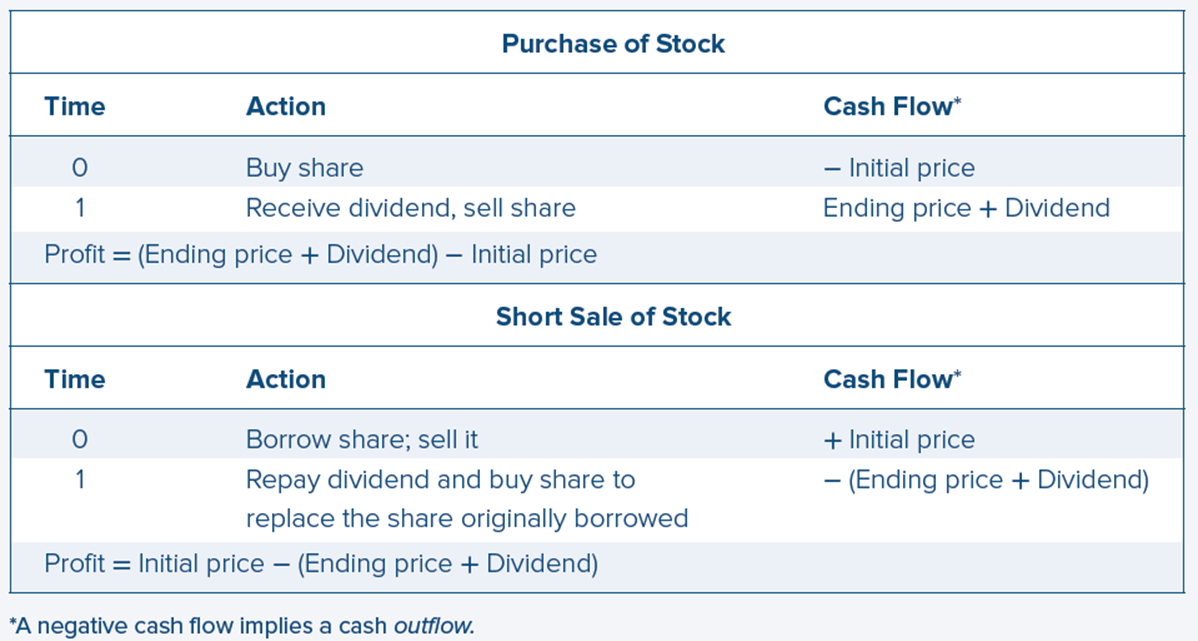 Purchase of Stock
Time Action Cash Flow*
0 Buy share – Initial price
1 Receive dividend, sell share Ending price + Dividend
Profit = (Ending price + Dividend) – Initial price
Short Sale of Stock
Time Action Cash Flow*
0 Borrow share; sell it + Initial price
1 Repay dividend and buy share to – (Ending price + Dividend)
replace the share originally borrowed
Profit = Initial price – (Ending price + Dividend)
*A negative cash flow implies a cash outflow.